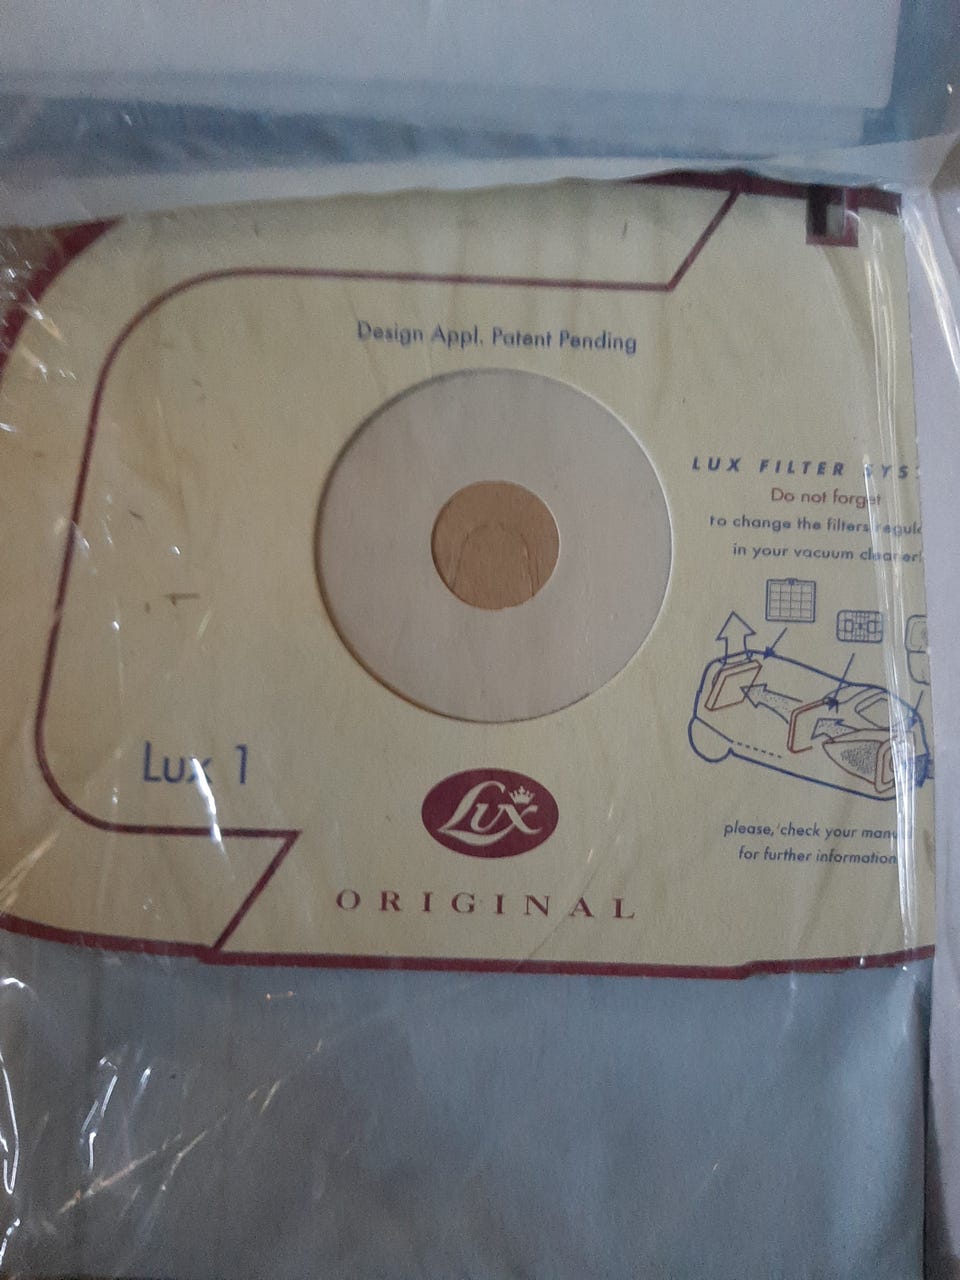 Design Appl. Patent Pending
LUX FILTER
Do not forget
to change the filters
in your vacuum cleaner!
Lux 1
Lux
please, check your
for further information
ORIGINAL